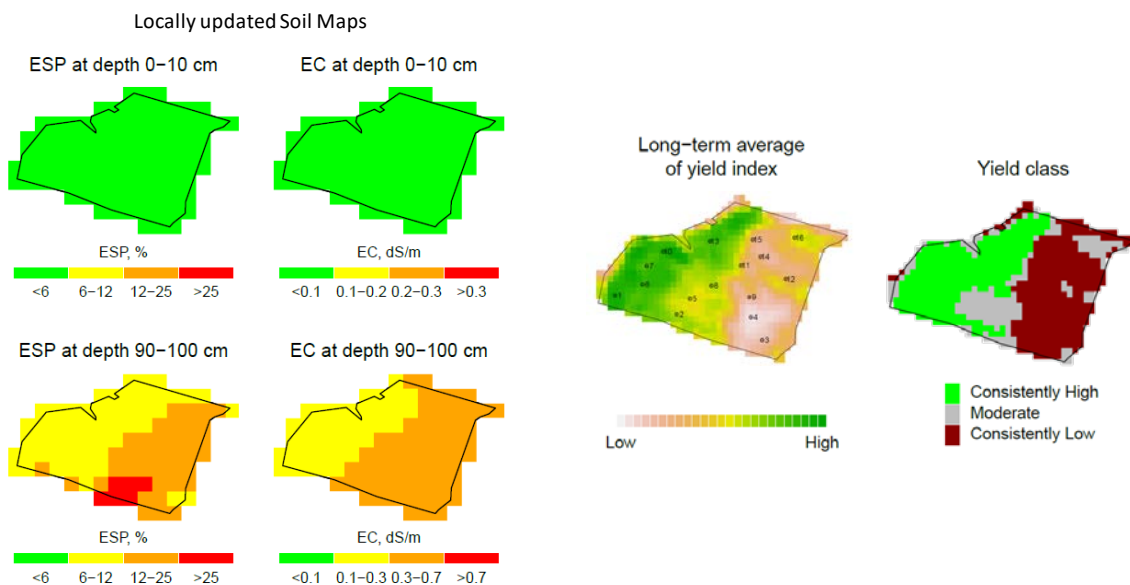 Locally updated Soil Maps
ESP at depth 0−10 cm
EC at depth 0−10 cm
ESP, %
<6 6−12 12−25 >25
EC, dS/m
<0.1 0.1−0.2 0.2−0.3 >0.3
ESP at depth 90−100 cm
EC at depth 90−100 cm
ESP, %
<6 6−12 12−25 >25
EC, dS/m
<0.1 0.1−0.3 0.3−0.7 >0.7
Long−term average
of yield index
Low High
Yield class
Consistently High
Moderate
Consistently Low